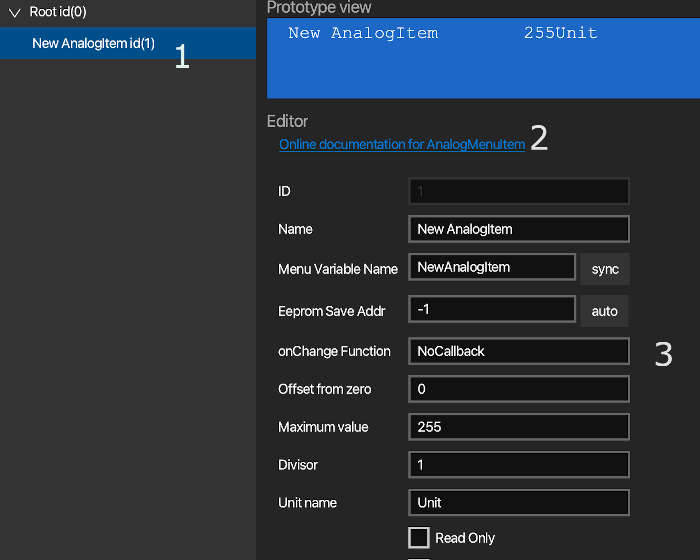 Root id(0)
New AnalogItem id(1)
1
Prototype view
New AnalogItem 255Unit
Editor
Online documentation for AnalogMenuItem
2
ID 1
Name New AnalogItem
Menu Variable Name NewAnalogItem sync
Eeprom Save Addr -1 auto
onChange Function NoCallback
3
Offset from zero 0
Maximum value 255
Divisor 1
Unit name Unit
Read Only